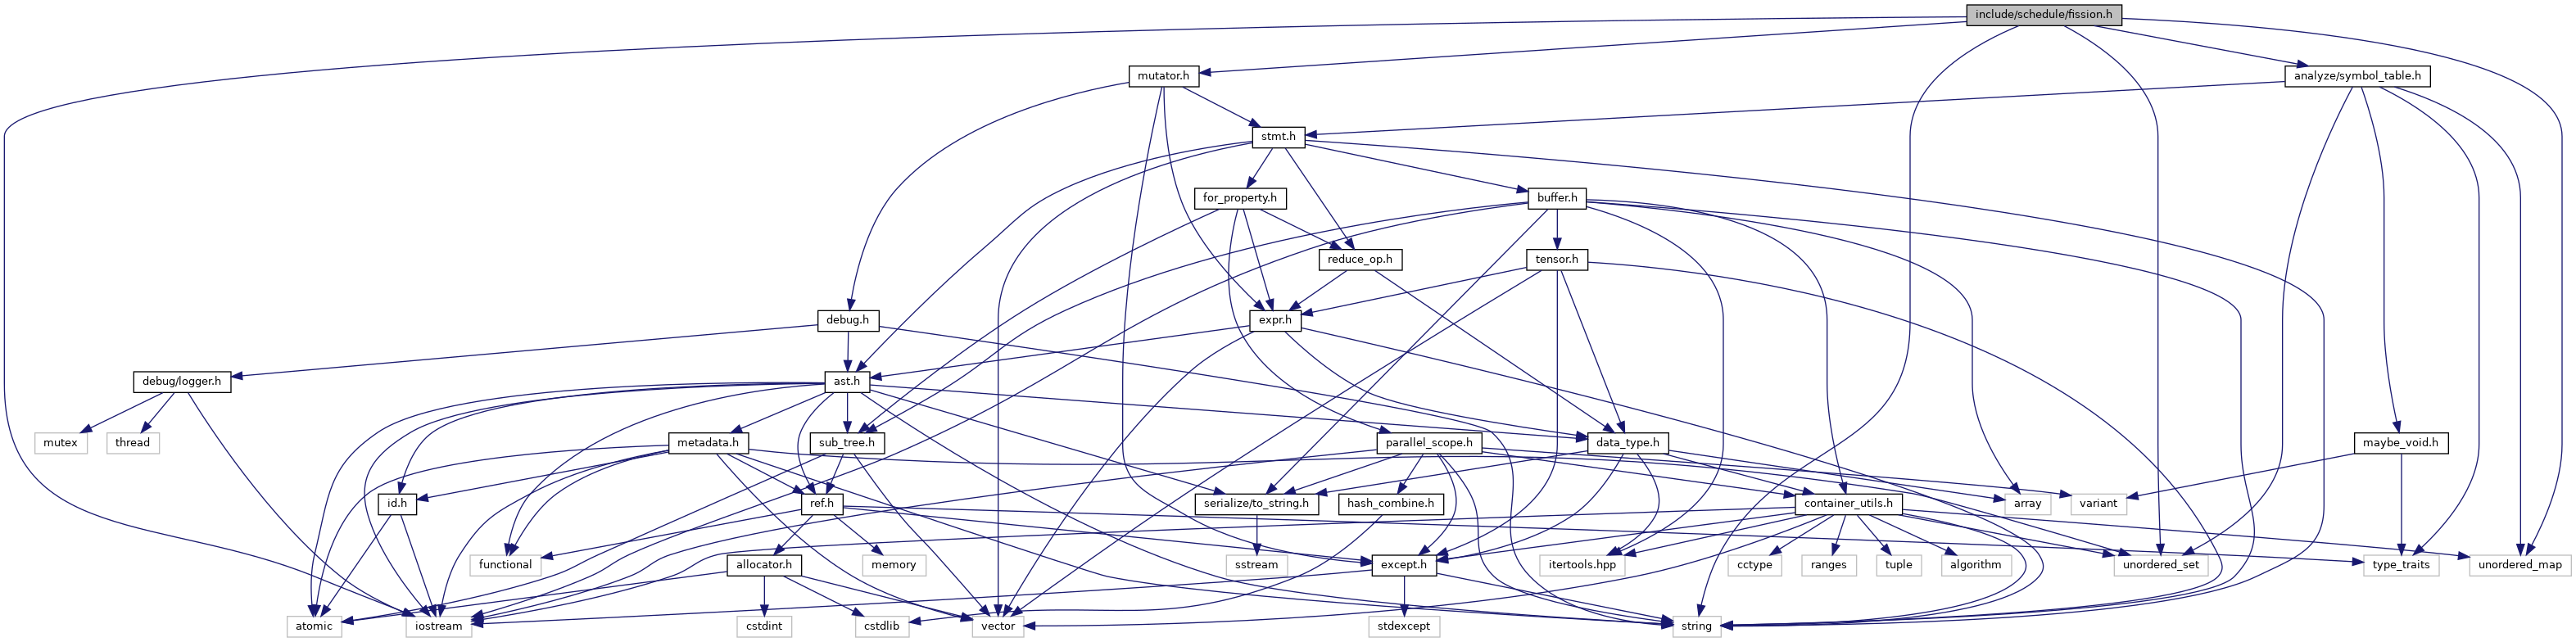 include/schedule/fission.h
mutator.h
analyze/symbol_table.h
stmt.h
for_property.h
buffer.h
reduce_op.h
tensor.h
debug.h
expr.h
debug/logger.h
ast.h
mutex
thread
metadata.h
sub_tree.h
parallel_scope.h
data_type.h
maybe_void.h
id.h
ref.h
serialize/to_string.h
hash_combine.h
container_utils.h
array
variant
functional
allocator.h
memory
sstream
except.h
itertools.hpp
cctype
ranges
tuple
algorithm
unordered_set
type_traits
unordered_map
atomic
iostream
cstdint
cstdlib
vector
stdexcept
string